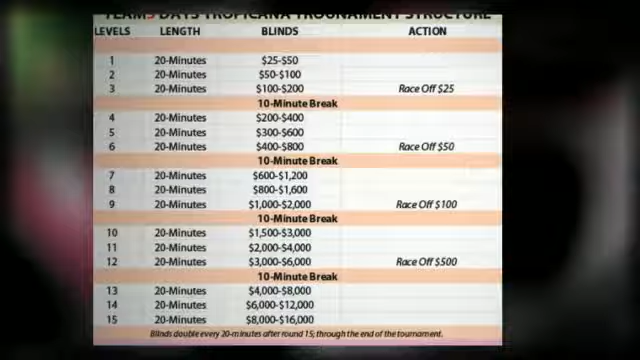 TEAMS DAYS TROPICANA TROUNAMENT STRUCTURE
LEVELS LENGTH BLINDS ACTION
1 20-Minutes $25-$50
2 20-Minutes $50-$100
3 20-Minutes $100-$200 Race Off $25
10-Minute Break
4 20-Minutes $200-$400
5 20-Minutes $300-$600
6 20-Minutes $400-$800 Race Off $50
10-Minute Break
7 20-Minutes $600-$1,200
8 20-Minutes $800-$1,600
9 20-Minutes $1,000-$2,000 Race Off $100
10-Minute Break
10 20-Minutes $1,500-$3,000
11 20-Minutes $2,000-$4,000
12 20-Minutes $3,000-$6,000 Race Off $500
10-Minute Break
13 20-Minutes $4,000-$8,000
14 20-Minutes $6,000-$12,000
15 20-Minutes $8,000-$16,000
Blinds double every 20-minutes after round 15; through the end of the tournament.